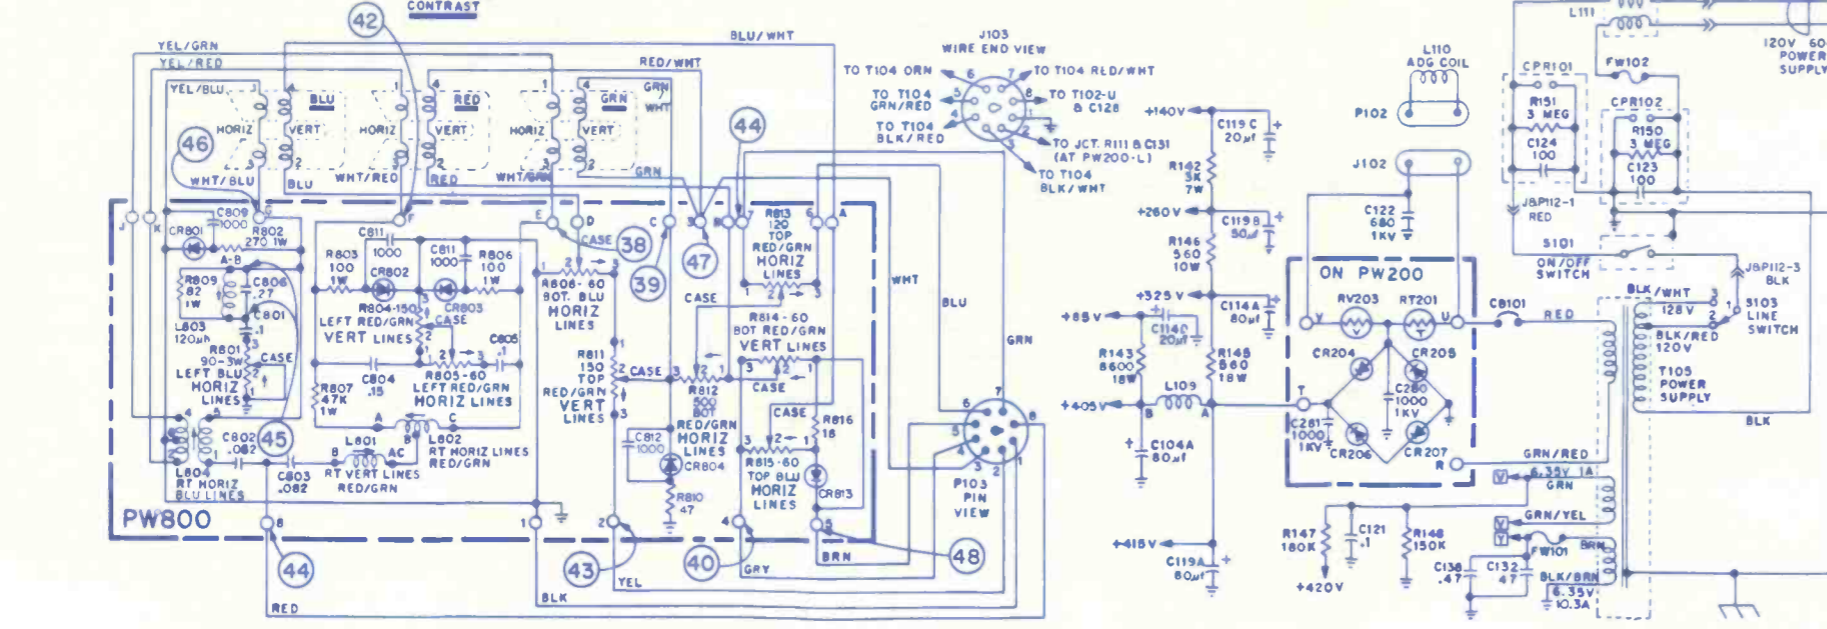 CONTRAST
42
YEL/GRN
YEL/RED
YEL/BLU
BLU/WHT
RED/WHT
GRN/WHT
BLU
RED
GRN
HORIZ
VERT
HORIZ
VERT
HORIZ
VERT
46
WHT/BLU
BLU
WHT/RED
RED
GRN
44
J
K
G
F
E
D
C
3
B
7
6
A
CR801
C809
1000
R802
270 1W
A-B
R809
82
1W
C806
.27
C801
.1
L803
120μh
R801
90-3W
LEFT BLU
HORIZ
LINES
CASE
R803
100
1W
C811
1000
C811
1000
CR802
CR803
R806
100
1W
R804-150
LEFT RED/GRN
VERT LINES
CASE
C804
.15
R805-60
LEFT RED/GRN
HORIZ LINES
C805
.1
R807
47K
1W
L804
RT HORIZ
BLU LINES
C802
.082
45
C803
.082
L801
RT VERT LINES
RED/GRN
L802
RT HORIZ LINES
RED/GRN
CASE
38
39
47
R808-60
BOT. BLU
HORIZ
LINES
R811
150
TOP
RED/GRN
VERT
LINES
CASE
R813
120
TOP
RED/GRN
HORIZ
LINES
CASE
R814-60
BOT RED/GRN
VERT LINES
CASE
R812
500
BOT
RED/GRN
HORIZ
LINES
CASE
R816
18
C812
1000
CR804
R810
47
R815-60
TOP BLU
HORIZ
LINES
CR813
PW800
8
1
2
4
5
44
43
40
48
RED
BLK
YEL
GRY
BRN
WHT
BLU
GRN
P103
PIN
VIEW
J103
WIRE END VIEW
TO T104 ORN
TO T104 RED/WHT
TO T104
GRN/RED
TO T102-U
& C128
TO T104
BLK/RED
TO JCT. R111 & C131
(AT PW200-L)
TO T104
BLK/WHT
+140V
C119C
20μf
R142
3K
7W
+260V
C119B
50μf
R146
560
10W
+325V
C114A
80μf
+85V
C114D
20μf
R143
8600
18W
R145
560
18W
L109
+405V
B
A
C104A
80μf
+415V
C119A
80μf
L110
ADG COIL
P102
J102
C122
680
1KV
ON PW200
RV203
RT201
Y
V
T
U
CR204
CR205
C280
1000
1KV
C281
1000
1KV
CR206
CR207
T
R
CB101
RED
GRN/RED
6.35V 1A
GRN
GRN/YEL
FW101
BRN
BLK/BRN
6.35V
10.3A
R147
180K
C121
.1
R148
150K
+420V
C132
.47
L111
FW102
CPR101
R151
3 MEG
C124
100
CPR102
R150
3 MEG
C123
100
J&P112-1
RED
S101
ON/OFF
SWITCH
J&P112-3
BLK
BLK/WHT
128V
BLK/RED
120V
S103
LINE
SWITCH
T105
POWER
SUPPLY
BLK
120V 60
POWER
SUPPLY